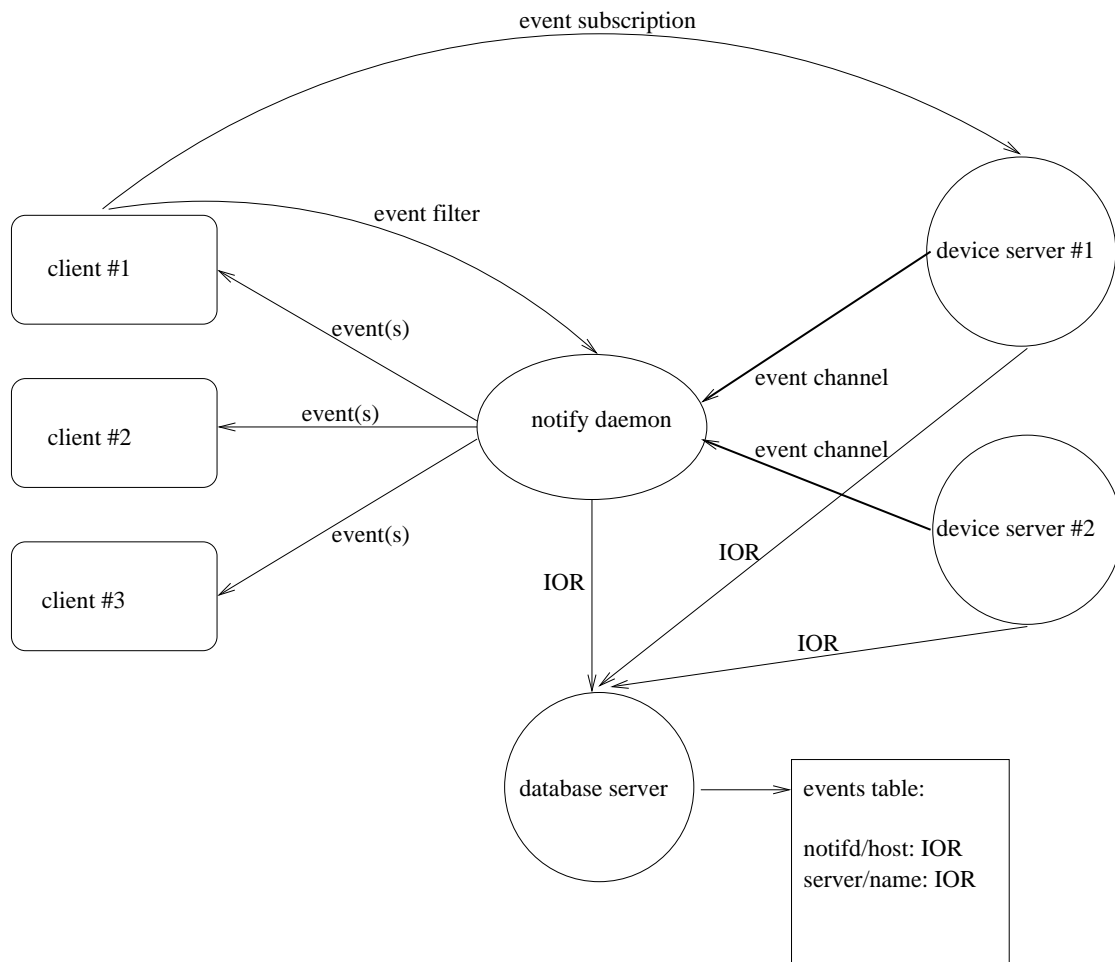 event subscription
event filter
device server #1
client #1
event(s)
event channel
client #2
event(s)
notify daemon
event channel
device server #2
event(s)
IOR
client #3
IOR
IOR
database server
events table:
notifd/host: IOR
server/name: IOR